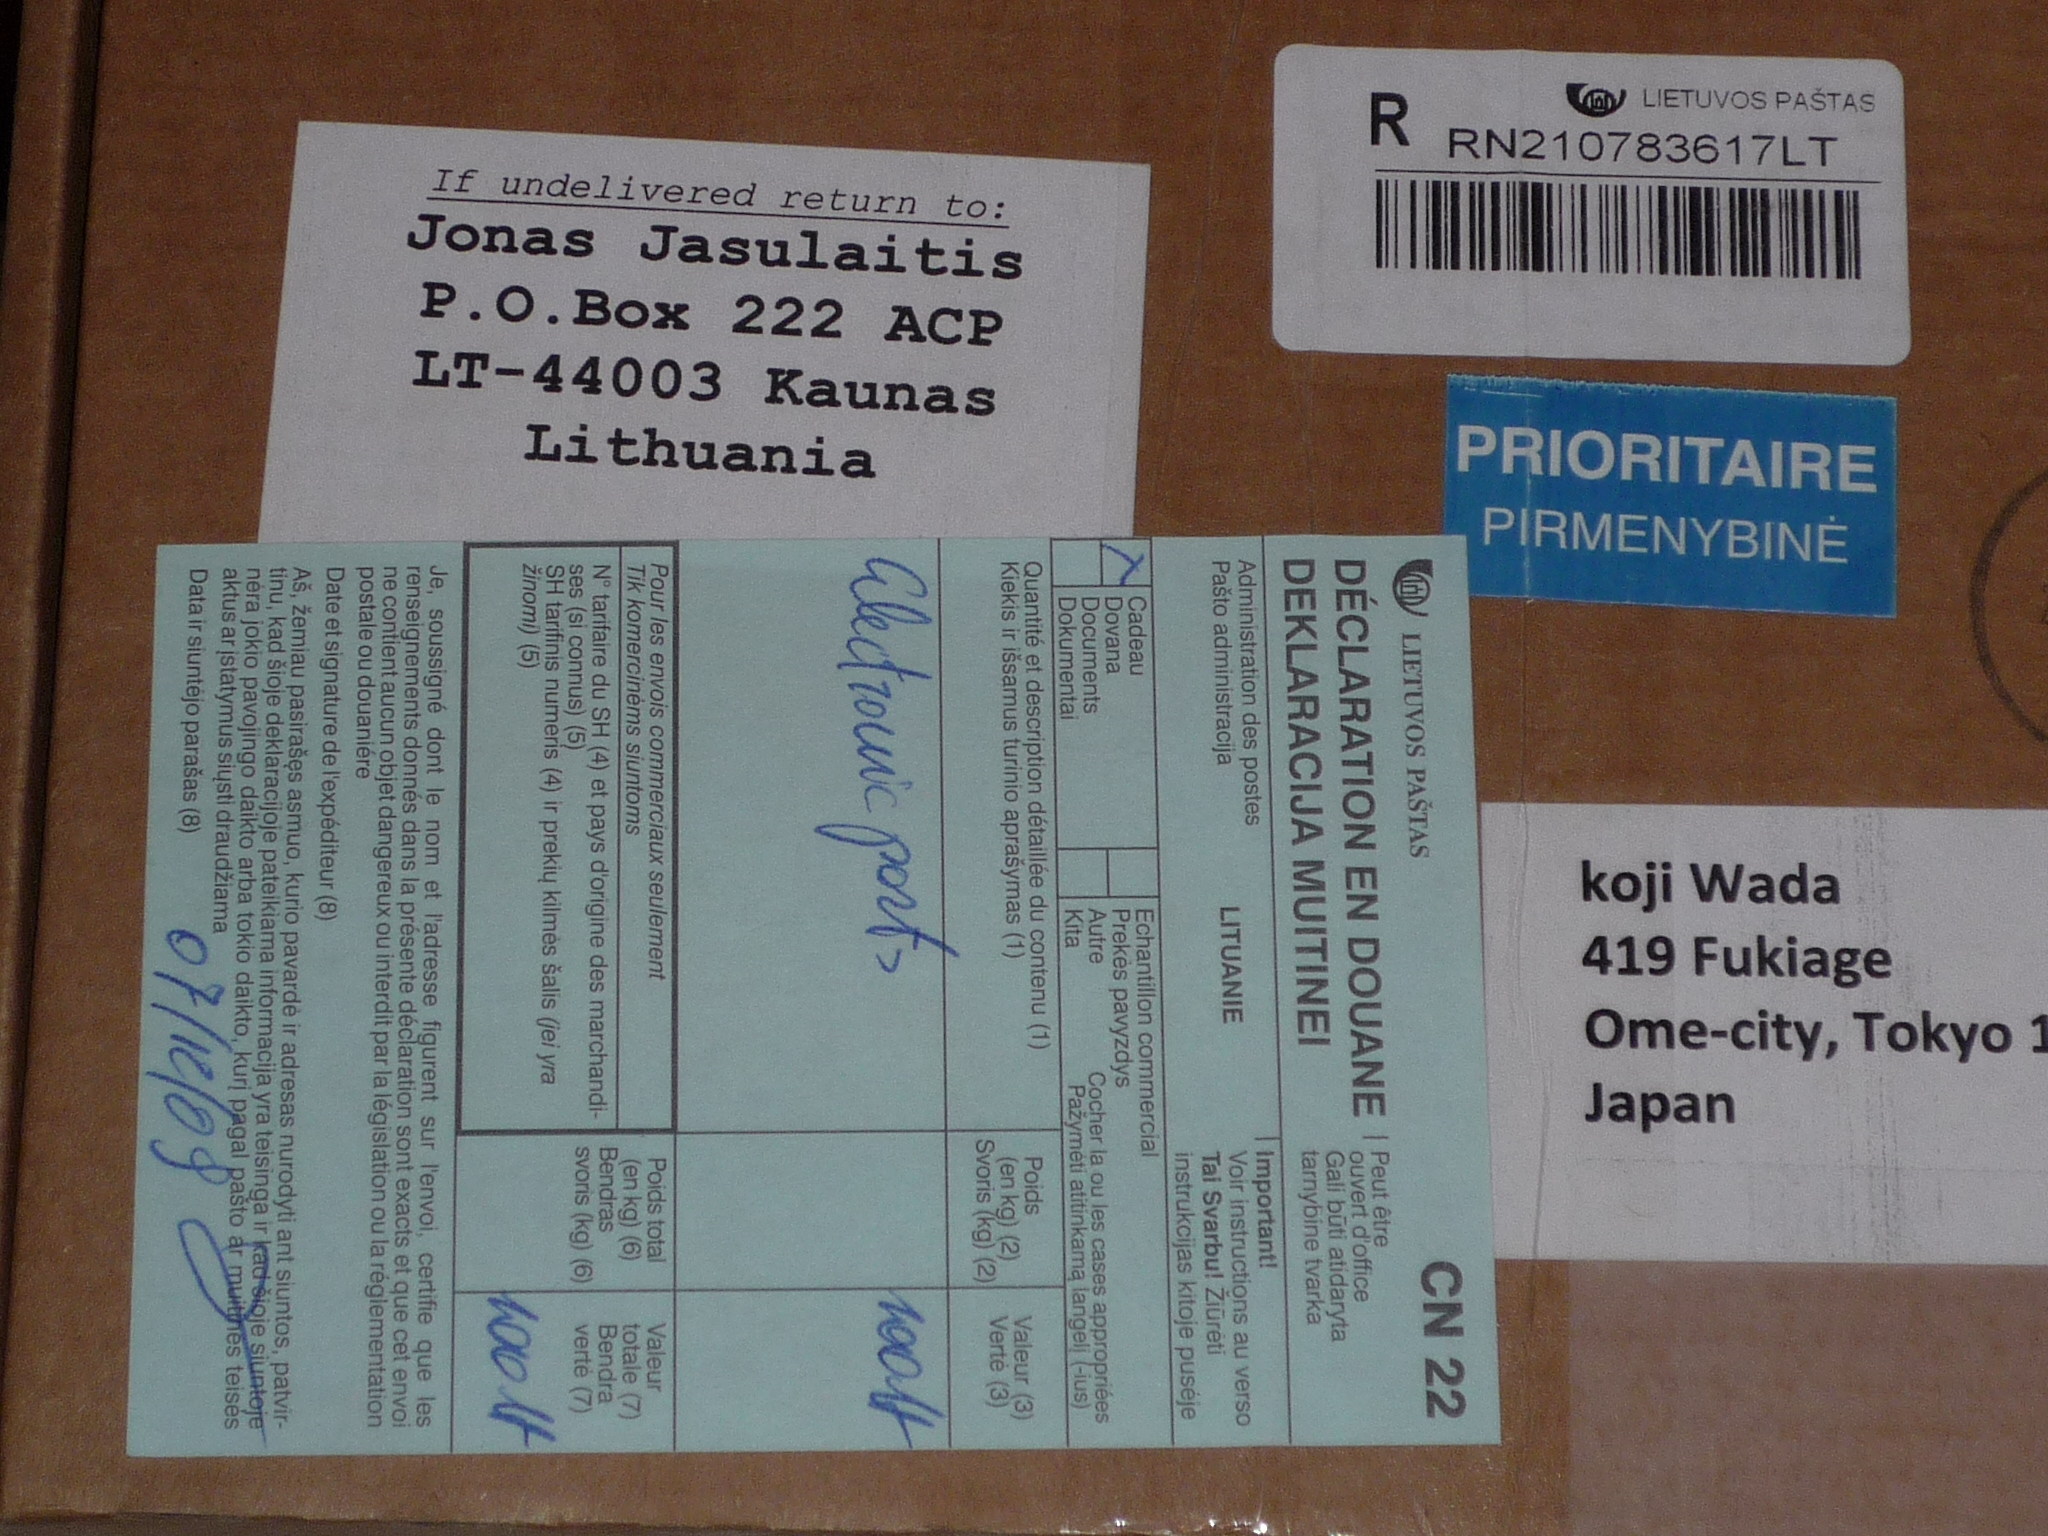 If undelivered return to:
Jonas Jasulaitis
P.O.Box 222 ACP
LT-44003 Kaunas
Lithuania
LIETUVOS PAŠTAS
R
RN210783617LT
PRIORITAIRE
PIRMENYBINĖ
koji Wada
419 Fukiage
Ome-city, Tokyo 1
Japan
LIETUVOS PAŠTAS
CN 22
DÉCLARATION EN DOUANE
DEKLARACIJA MUITINEI
Peut être
ouvert d'office
Gali būti atidaryta
tarnybine tvarka
Administration des postes
Pašto administracija
LITUANIE
Important!
Voir instructions au verso
Tai Svarbu! Žiūrėti
instrukcijas kitoje pusėje
X
Cadeau
Dovana
Documents
Dokumentai
Echantillon commercial
Prekės pavyzdys
Autre
Kita
Cocher la ou les cases appropriées
Pažymėti atitinkamą langelį (-ius)
Quantité et description détaillée du contenu (1)
Kiekis ir išsamus turinio aprašymas (1)
Poids
(en kg) (2)
Svoris (kg) (2)
Valeur (3)
Vertė (3)
Electronic parts
Pour les envois commerciaux seulement
Tik komercinėms siuntoms
N° tarifaire du SH (4) et pays d'origine des marchandi-
ses (si connus) (5)
SH tarifinis numeris (4) ir prekių kilmės šalis (jei yra
žinomi) (5)
Poids total
(en kg) (6)
Bendras
svoris (kg) (6)
Valeur
totale (7)
Bendra
vertė (7)
Je, soussigné dont le nom et l'adresse figurent sur l'envoi, certifie que les
renseignements donnés dans la présente déclaration sont exacts et que cet envoi
ne contient aucun objet dangereux ou interdit par la législation ou la réglementation
postale ou douanière
Date et signature de l'expéditeur (8)
Aš, žemiau pasirašęs asmuo, kurio pavardė ir adresas nurodyti ant siuntos, patvir-
tinu, kad šioje deklaracijoje pateikiama informacija yra teisinga ir kad šioje siuntoje
nėra jokio pavojingo daikto arba tokio daikto, kurį pagal pašto ar muitinės teisės
aktus ar įstatymus siųsti draudžiama
Data ir siuntėjo parašas (8)